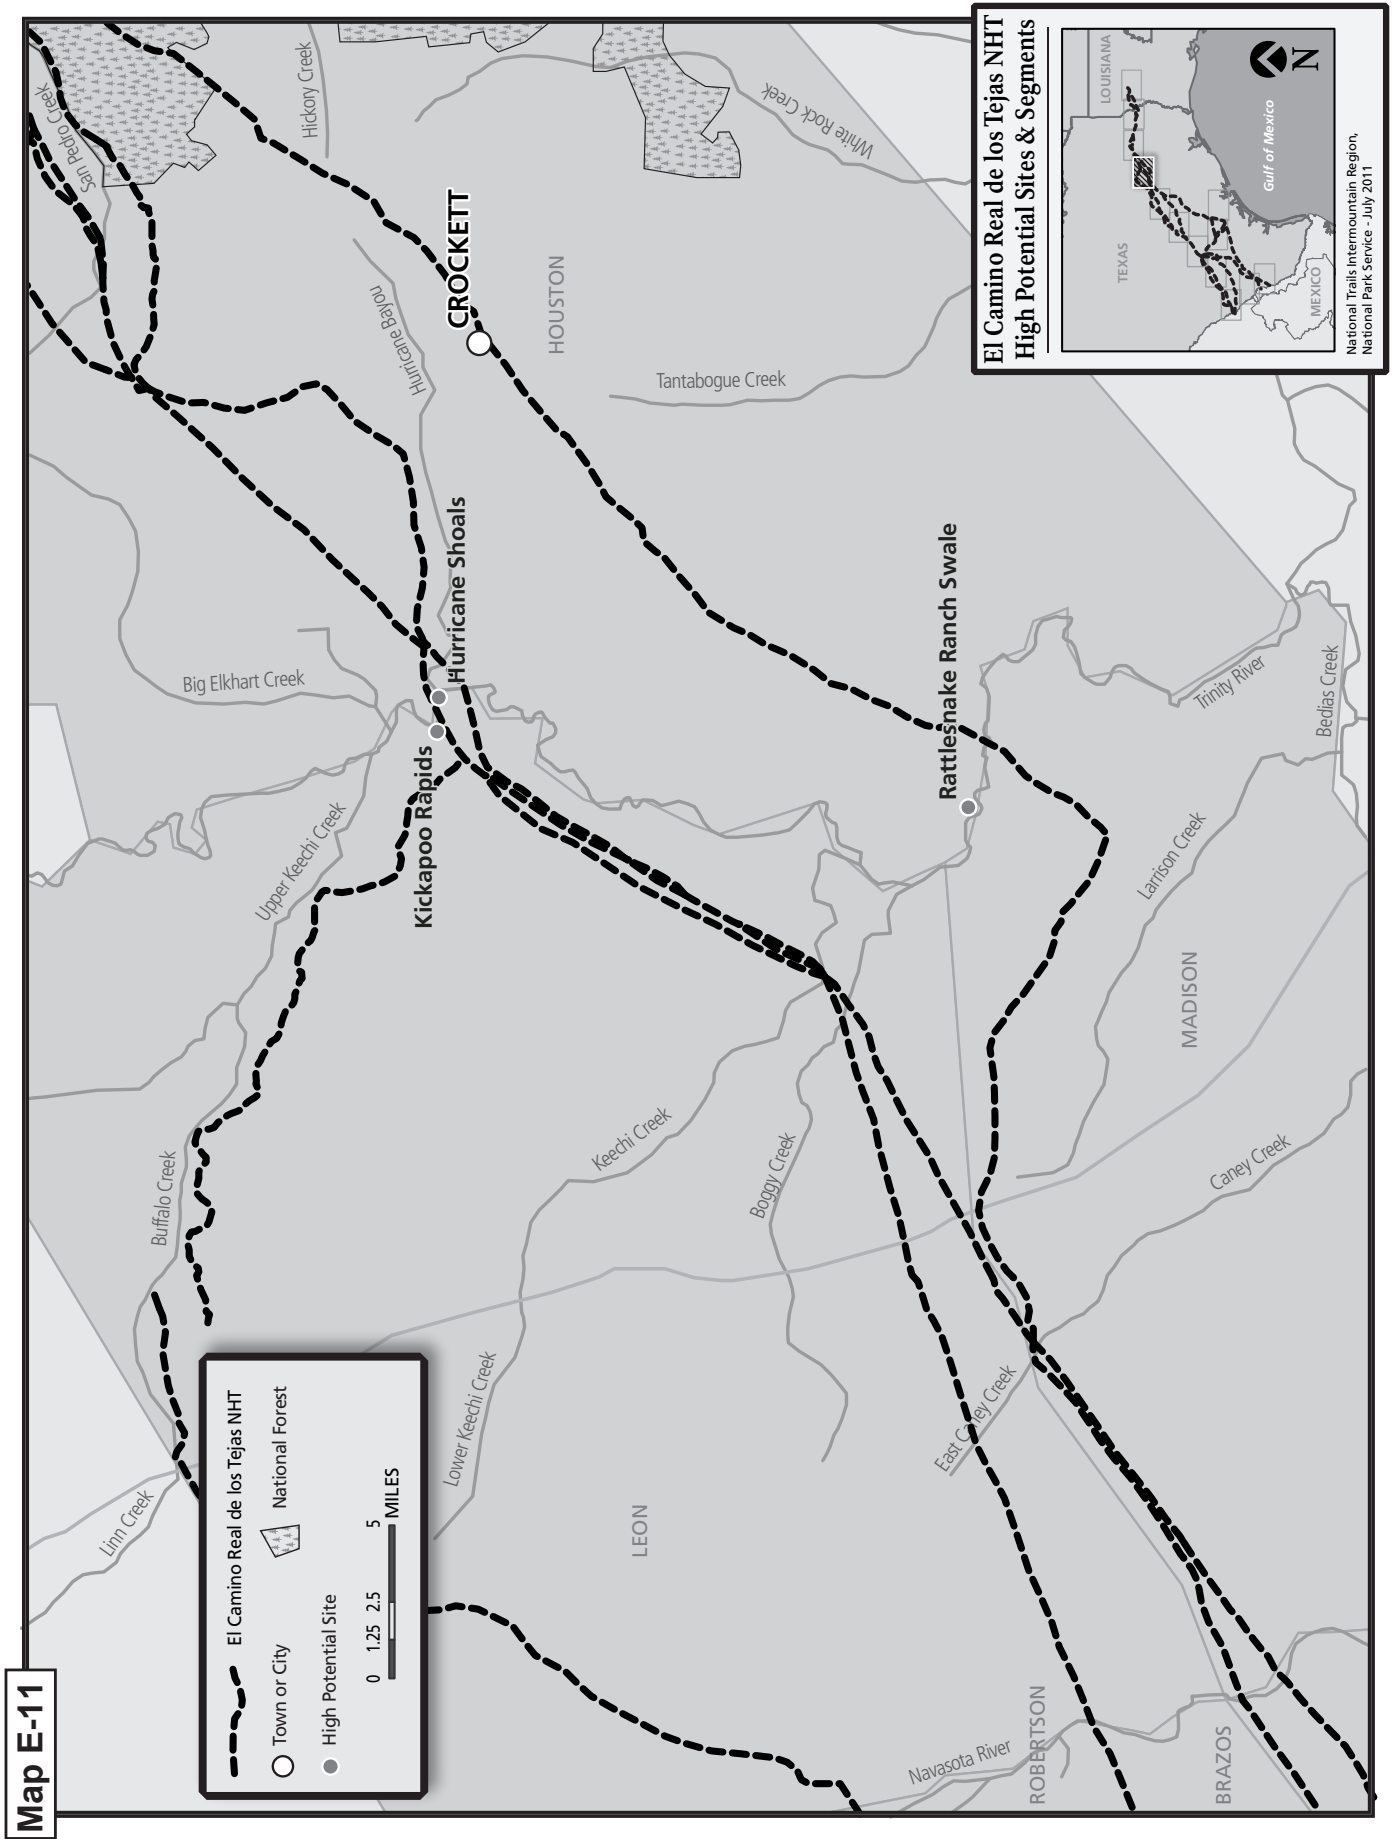 Map E-11
El Camino Real de los Tejas NHT
High Potential Sites & Segments
LOUISIANA
TEXAS
MEXICO
Gulf of Mexico
N
National Trails Intermountain Region,
National Park Service - July 2011
El Camino Real de los Tejas NHT
Town or City
National Forest
High Potential Site
0 1.25 2.5 5
MILES
Linn Creek
Buffalo Creek
Upper Keechi Creek
Big Elkhart Creek
San Pedro Creek
Hickory Creek
Hurricane Bayou
White Rock Creek
CROCKETT
HOUSTON
Tantabogue Creek
Kickapoo Rapids
Hurricane Shoals
Rattlesnake Ranch Swale
Lower Keechi Creek
Keechi Creek
Boggy Creek
LEON
East Caney Creek
Trinity River
Bedias Creek
Larrison Creek
MADISON
Caney Creek
Navasota River
ROBERTSON
BRAZOS